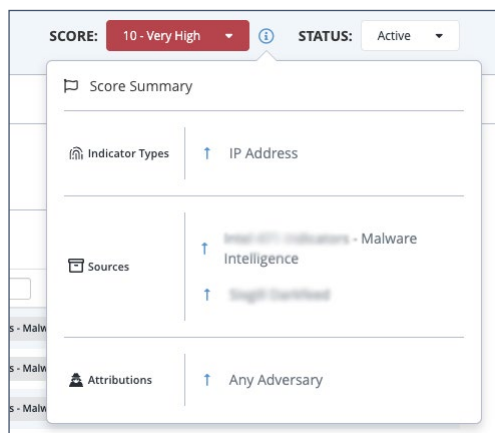 SCORE: 10 - Very High STATUS: Active
Score Summary
Indicator Types IP Address
- Malware
Sources Intelligence
Attributions Any Adversary
s - Malw
s - Malw
s - Malw